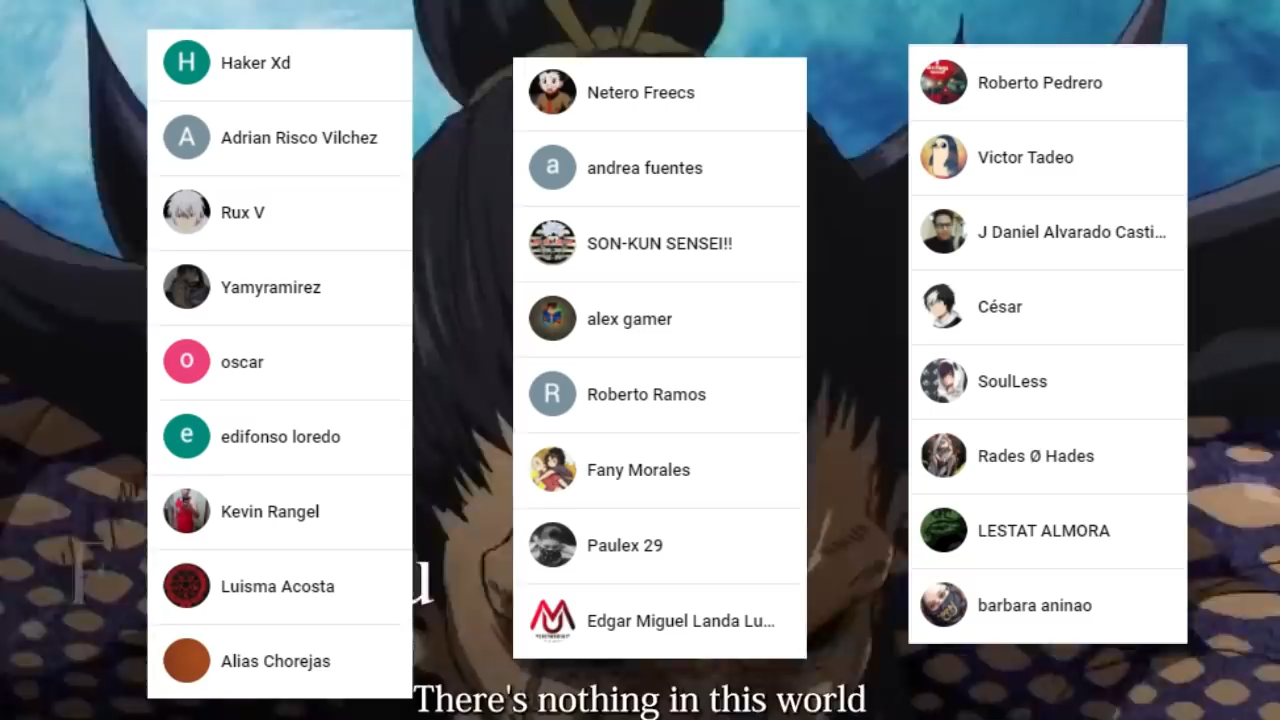 H Haker Xd
A Adrian Risco Vilchez
Rux V
Yamyramirez
o oscar
e edifonso loredo
Kevin Rangel
Luisma Acosta
Alias Chorejas
Netero Freecs
a andrea fuentes
SON-KUN SENSEI!!
alex gamer
R Roberto Ramos
Fany Morales
Paulex 29
Edgar Miguel Landa Lu...
Roberto Pedrero
Victor Tadeo
J Daniel Alvarado Casti...
César
SoulLess
Rades Ø Hades
LESTAT ALMORA
barbara aninao
There's nothing in this world